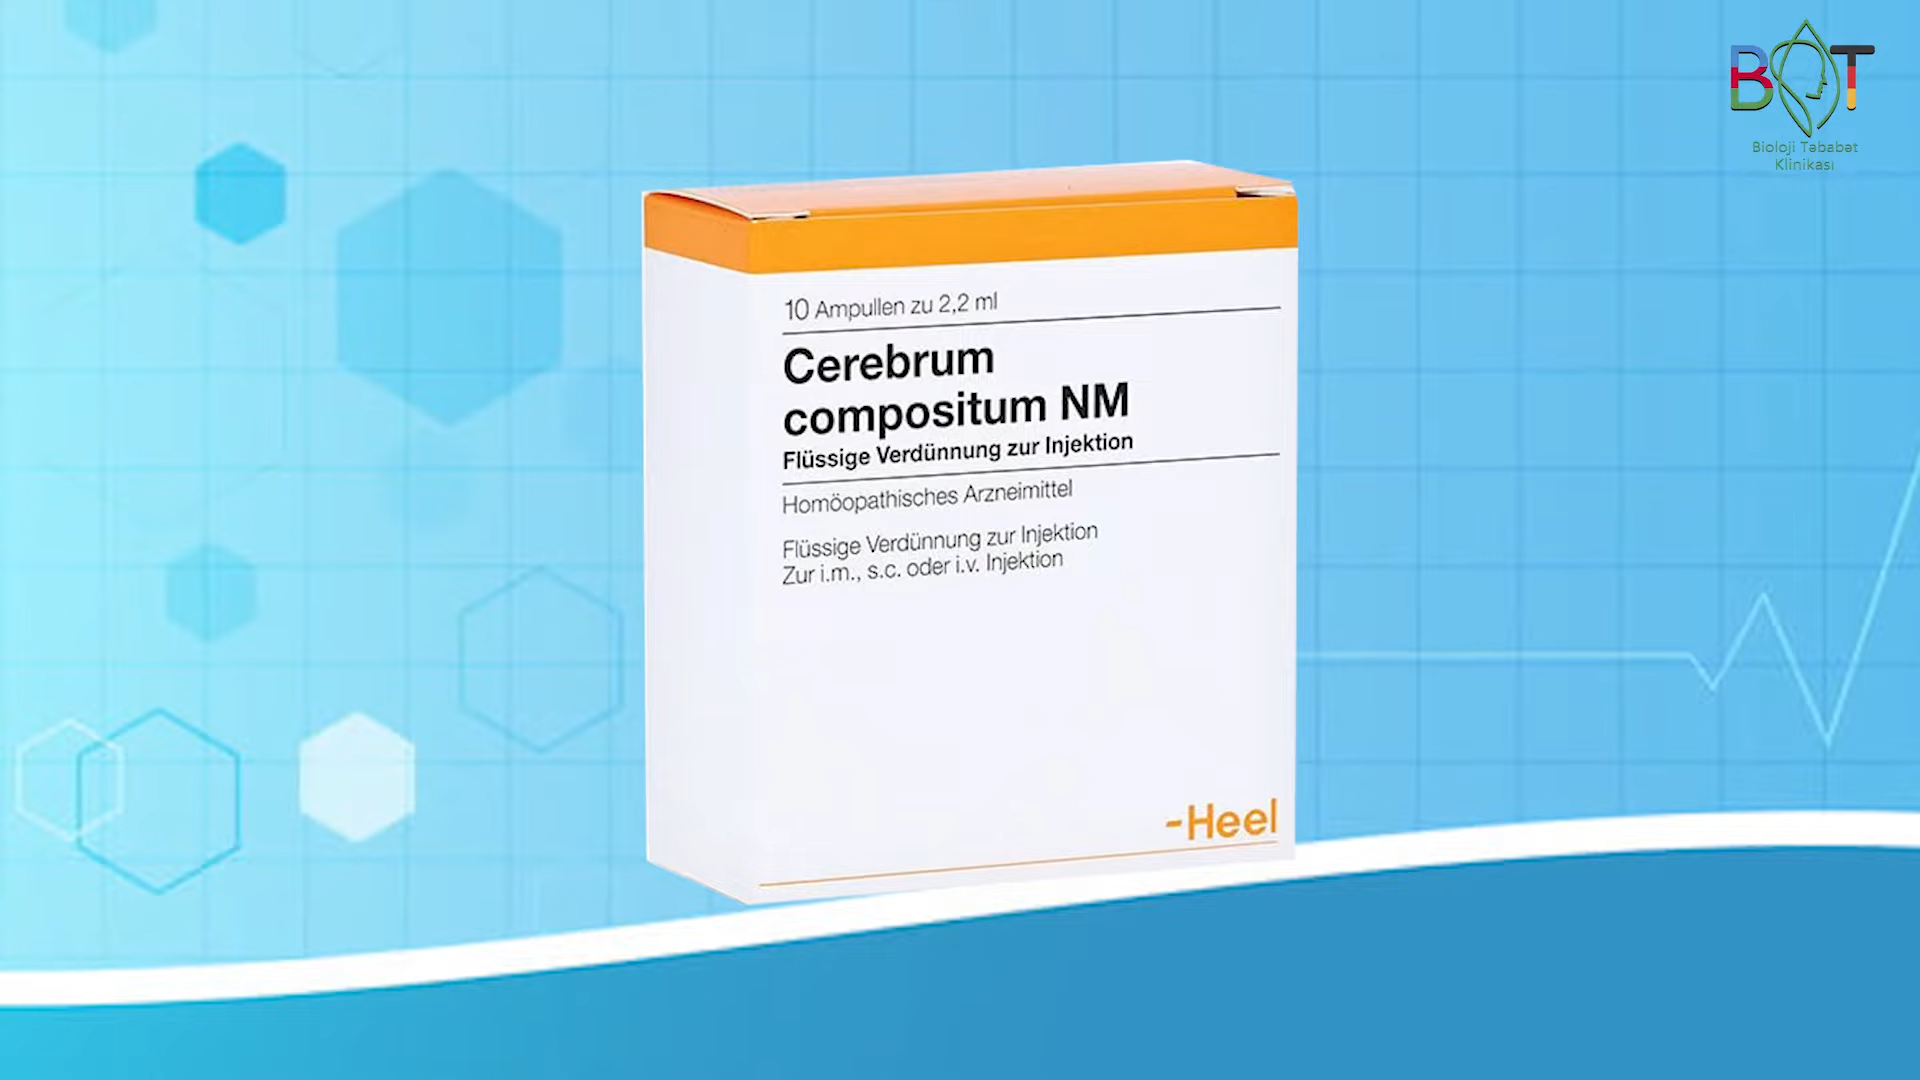 BOT
Bioloji Təbabət
Klinikası
10 Ampullen zu 2,2 ml
Cerebrum
compositum NM
Flüssige Verdünnung zur Injektion
Homöopathisches Arzneimittel
Flüssige Verdünnung zur Injektion
Zur i.m., s.c. oder i.v. Injektion
-Heel